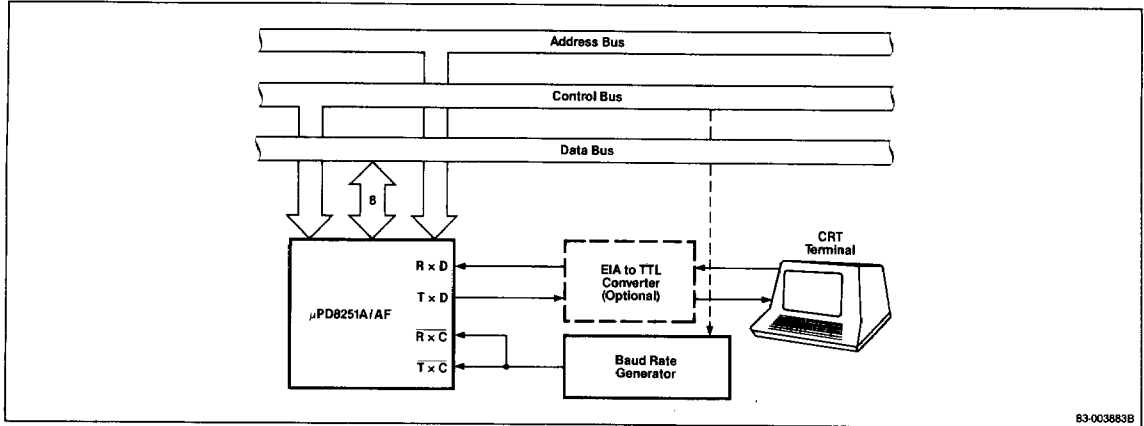 Address Bus
Control Bus
Data Bus
8
CRT
Terminal
R × D
EIA to TTL
Converter
(Optional)
T × D
μPD8251A/AF
R × C
T × C
Baud Rate
Generator
83-003883B